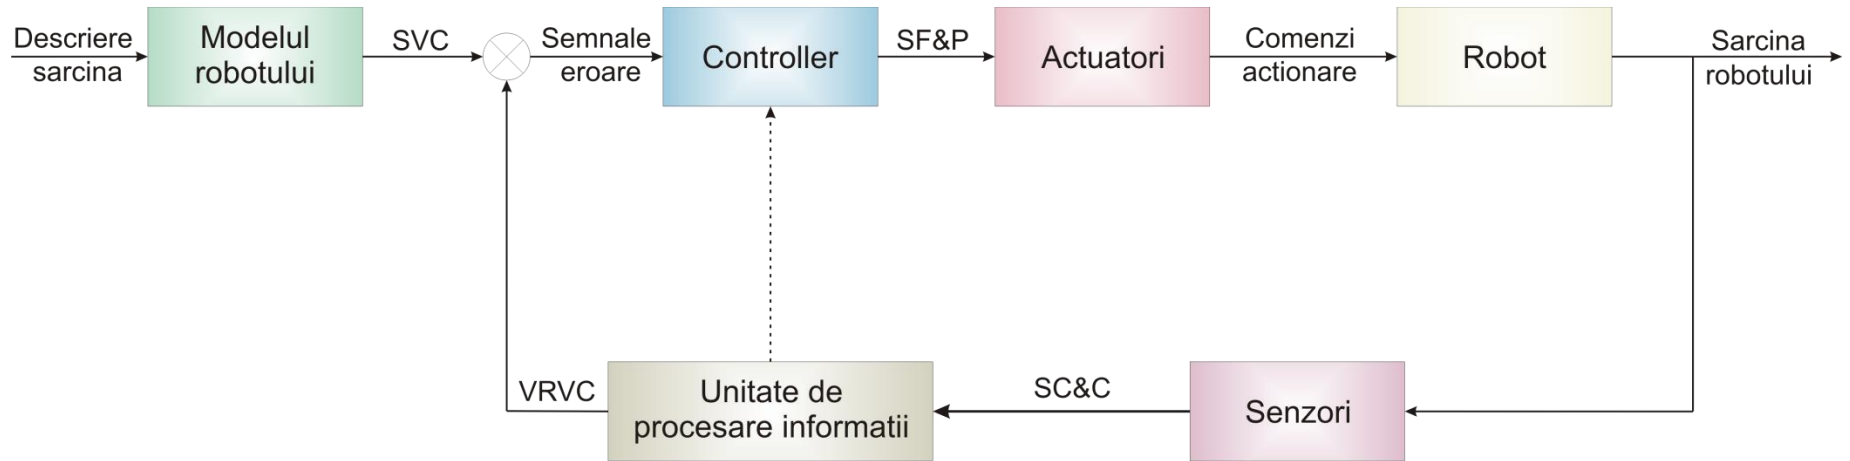 Descriere
sarcina
Modelul
robotului
SVC
Semnale
eroare
Controller
SF&P
Actuatori
Comenzi
actionare
Robot
Sarcina
robotului
VRVC
Unitate de
procesare informatii
SC&C
Senzori